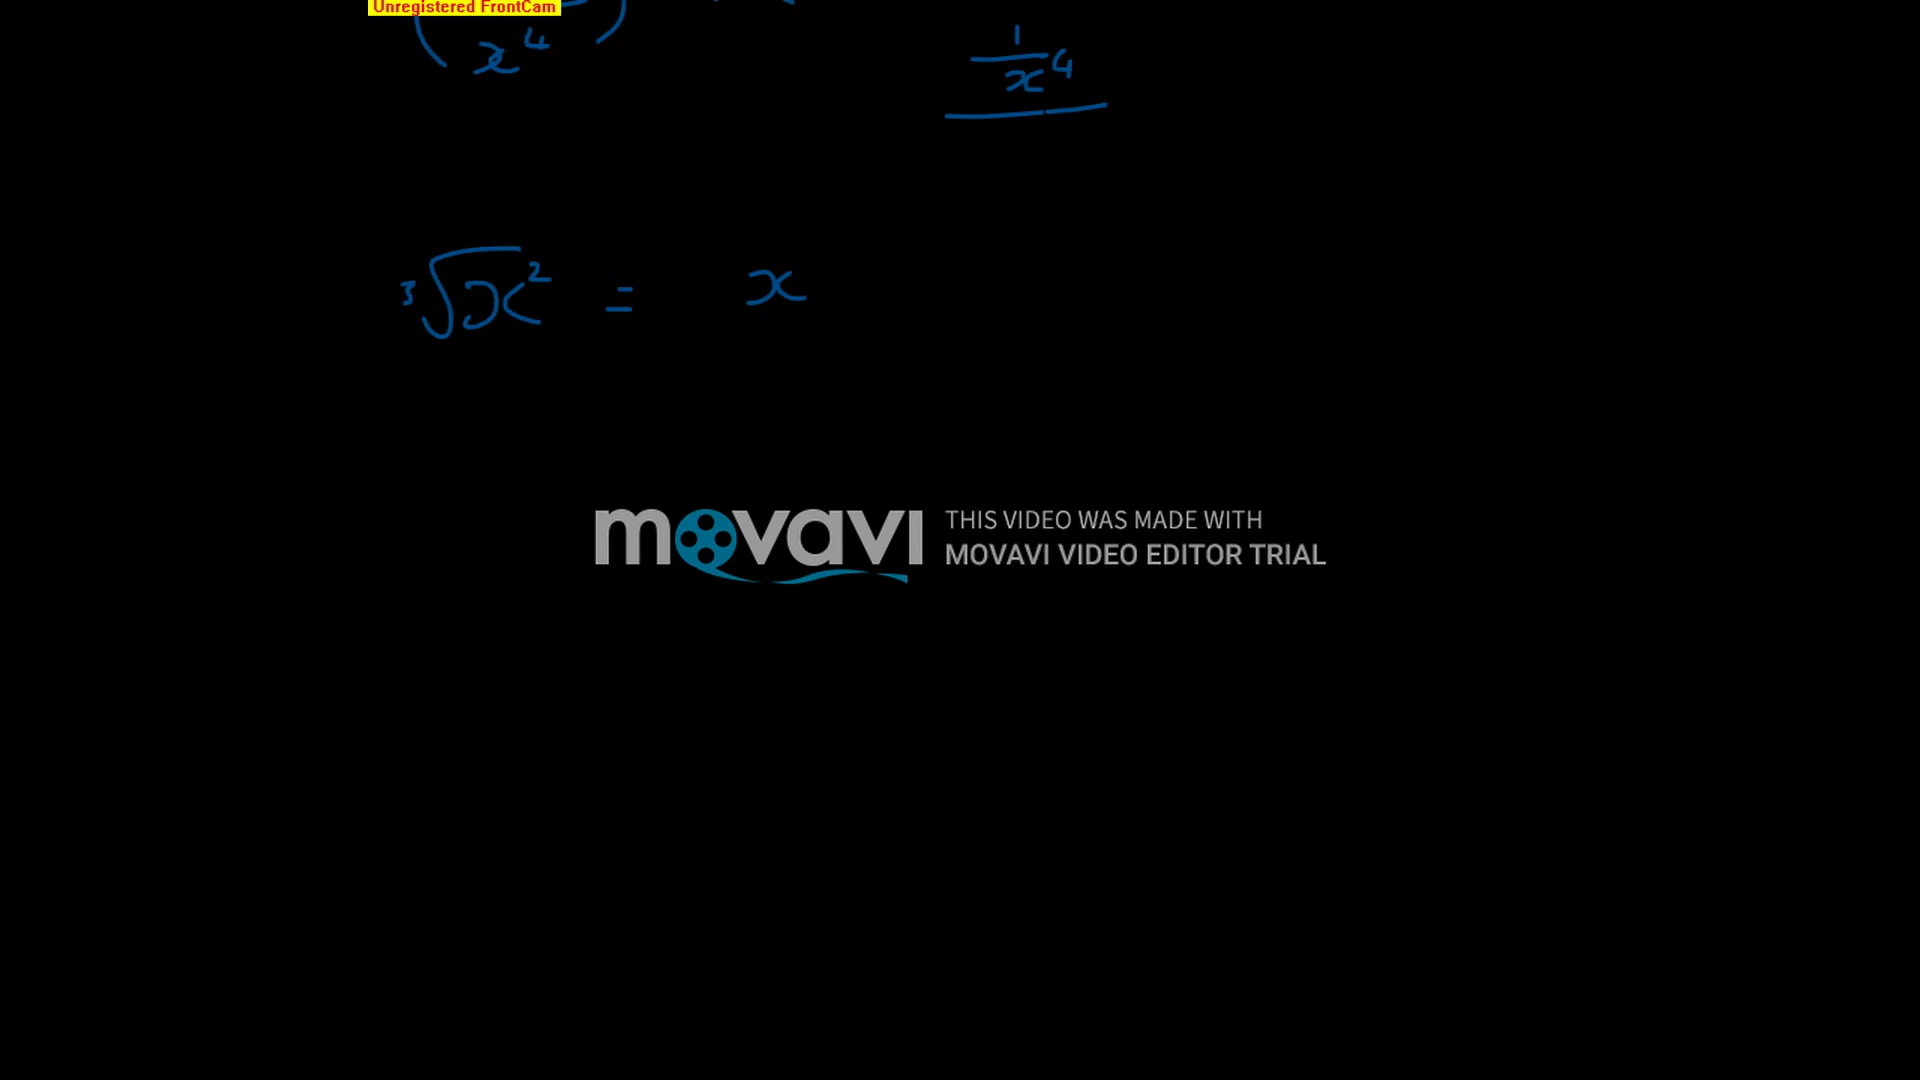 Unregistered FrontCam
( x⁴ )
1
x⁴
³√x² = x
movavi
THIS VIDEO WAS MADE WITH
MOVAVI VIDEO EDITOR TRIAL